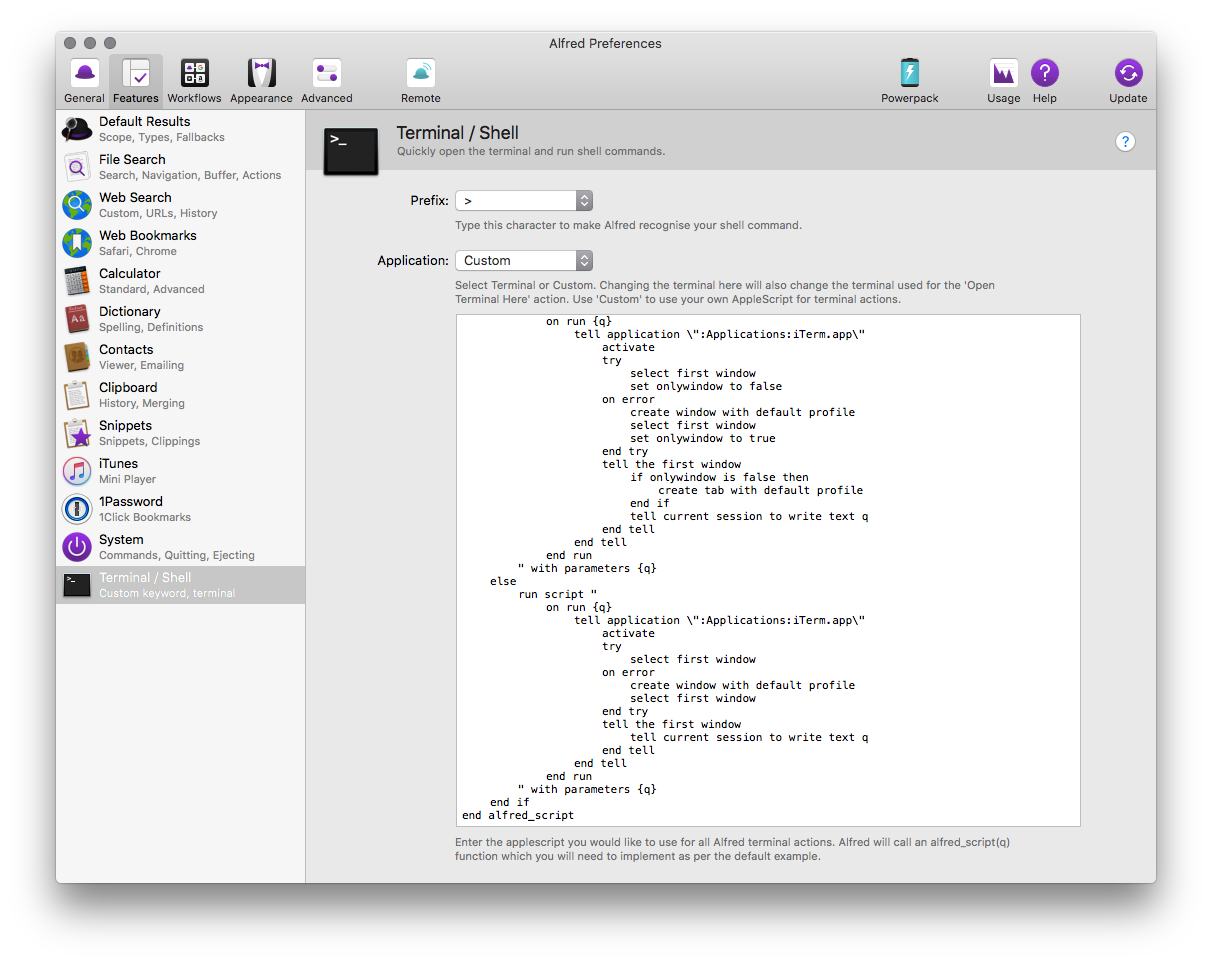 Alfred Preferences
General Features Workflows Appearance Advanced Remote Powerpack Usage Help Update
Default Results
Scope, Types, Fallbacks
File Search
Search, Navigation, Buffer, Actions
Web Search
Custom, URLs, History
Web Bookmarks
Safari, Chrome
Calculator
Standard, Advanced
Dictionary
Spelling, Definitions
Contacts
Viewer, Emailing
Clipboard
History, Merging
Snippets
Snippets, Clippings
iTunes
Mini Player
1Password
1Click Bookmarks
System
Commands, Quitting, Ejecting
Terminal / Shell
Custom keyword, terminal
Terminal / Shell
Quickly open the terminal and run shell commands.
?
Prefix: >
Type this character to make Alfred recognise your shell command.
Application: Custom
Select Terminal or Custom. Changing the terminal here will also change the terminal used for the 'Open
Terminal Here' action. Use 'Custom' to use your own AppleScript for terminal actions.
on run {q}
tell application \":Applications:iTerm.app\"
activate
try
select first window
set onlywindow to false
on error
create window with default profile
select first window
set onlywindow to true
end try
tell the first window
if onlywindow is false then
create tab with default profile
end if
tell current session to write text q
end tell
end tell
end run
" with parameters {q}
else
run script "
on run {q}
tell application \":Applications:iTerm.app\"
activate
try
select first window
on error
create window with default profile
select first window
end try
tell the first window
tell current session to write text q
end tell
end tell
end run
" with parameters {q}
end if
end alfred_script
Enter the applescript you would like to use for all Alfred terminal actions. Alfred will call an alfred_script(q)
function which you will need to implement as per the default example.